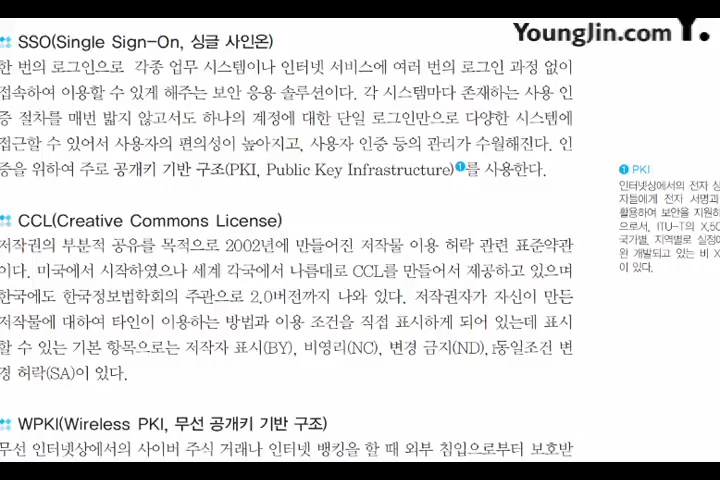 YoungJin.com Y.
SSO(Single Sign-On, 싱글 사인온)
한 번의 로그인으로 각종 업무 시스템이나 인터넷 서비스에 여러 번의 로그인 과정 없이
접속하여 이용할 수 있게 해주는 보안 응용 솔루션이다. 각 시스템마다 존재하는 사용 인
증 절차를 매번 밟지 않고서도 하나의 계정에 대한 단일 로그인만으로 다양한 시스템에
접근할 수 있어서 사용자의 편의성이 높아지고, 사용자 인증 등의 관리가 수월해진다. 인
증을 위하여 주로 공개키 기반 구조(PKI, Public Key Infrastructure)❶를 사용한다.
❶ PKI
인터넷상에서의 전자 상
자들에게 전자 서명과
활용하여 보안을 지원하
으로서, ITU-T의 X.50
국가별, 지역별로 실정에
완 개발되고 있는 비 X
이 있다.
CCL(Creative Commons License)
저작권의 부분적 공유를 목적으로 2002년에 만들어진 저작물 이용 허락 관련 표준약관
이다. 미국에서 시작하였으나 세계 각국에서 나름대로 CCL를 만들어서 제공하고 있으며
한국에도 한국정보법학회의 주관으로 2.0버전까지 나와 있다. 저작권자가 자신이 만든
저작물에 대하여 타인이 이용하는 방법과 이용 조건을 직접 표시하게 되어 있는데 표시
할 수 있는 기본 항목으로는 저작자 표시(BY), 비영리(NC), 변경 금지(ND), 동일조건 변
경 허락(SA)이 있다.
WPKI(Wireless PKI, 무선 공개키 기반 구조)
무선 인터넷상에서의 사이버 주식 거래나 인터넷 뱅킹을 할 때 외부 침입으로부터 보호받